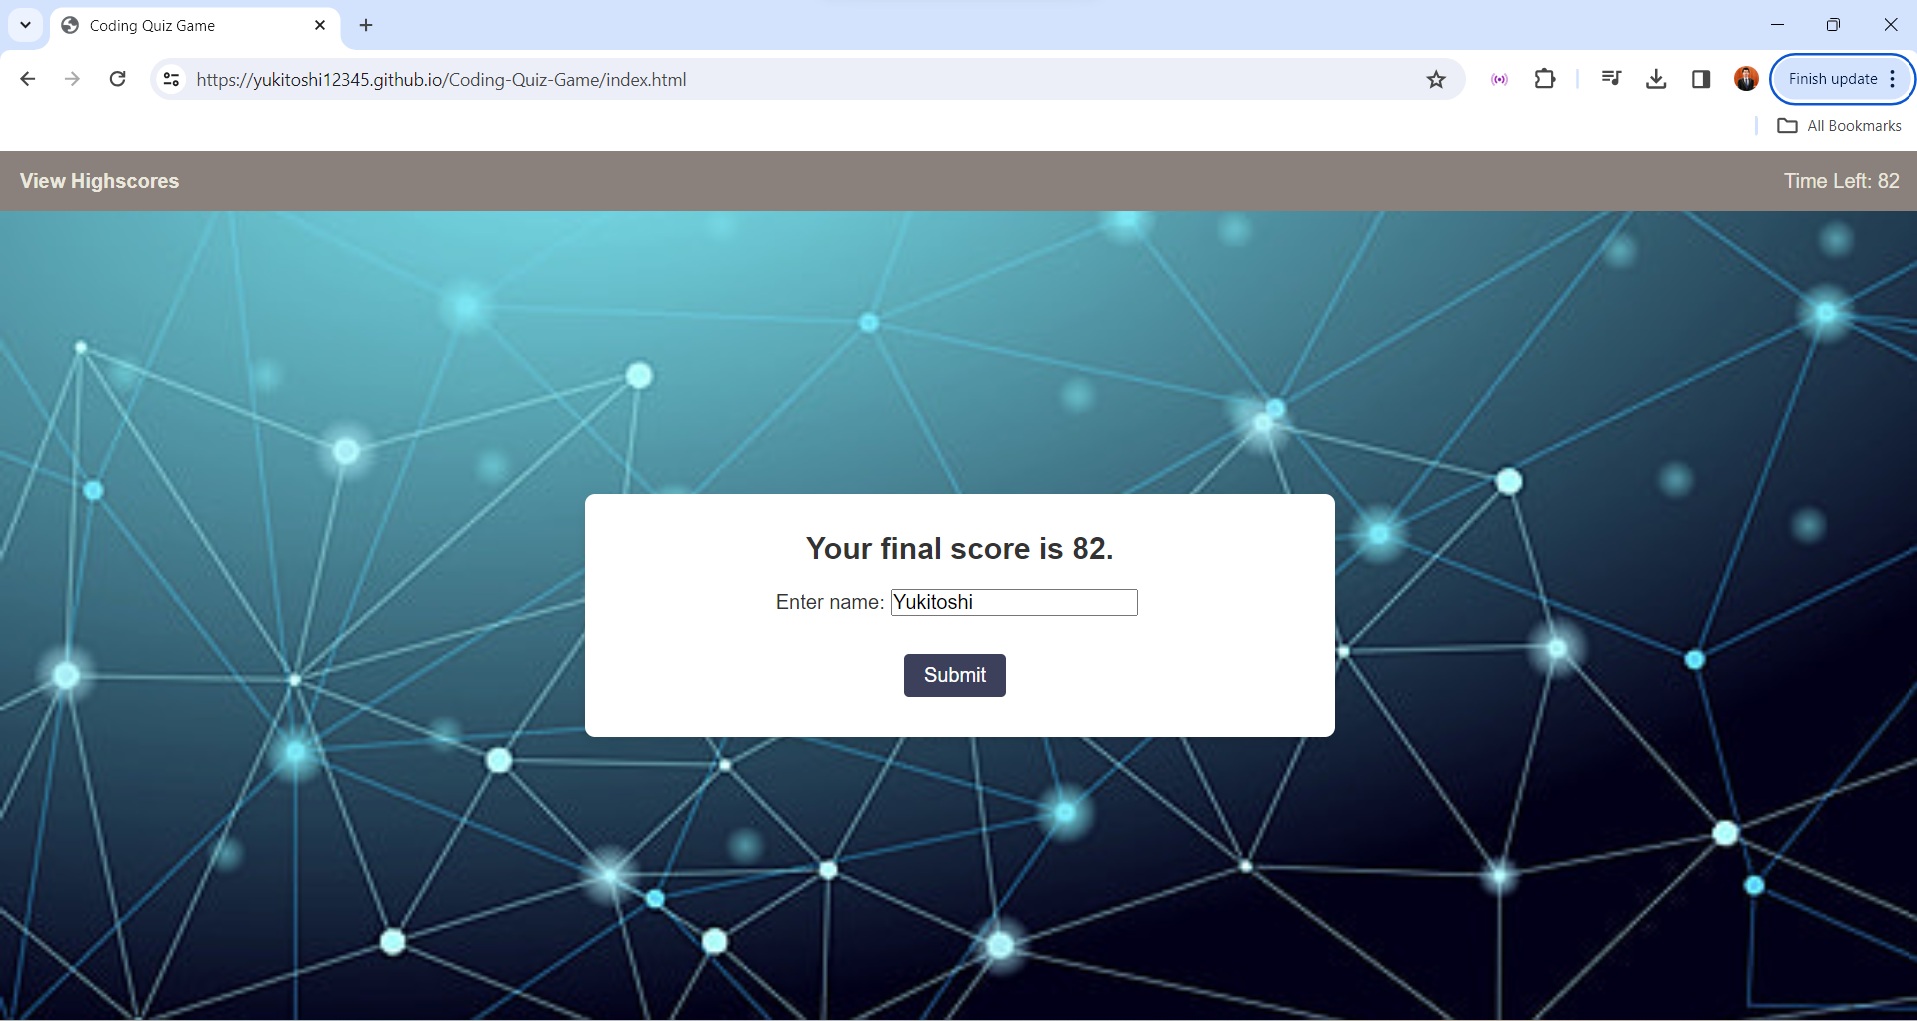 Coding Quiz Game
https://yukitoshi12345.github.io/Coding-Quiz-Game/index.html
Finish update
All Bookmarks
View Highscores
Time Left: 82
Your final score is 82.
Enter name: Yukitoshi
Submit